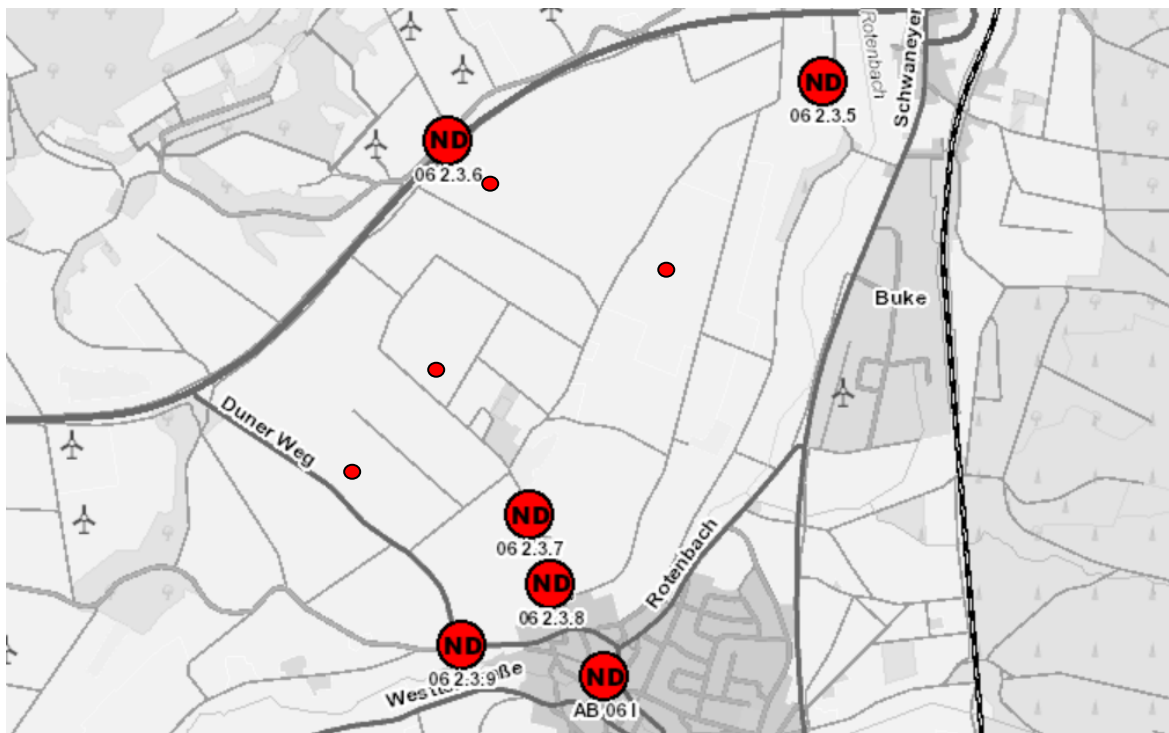 Rotenbach
Schwaneyer
ND
06 2.3.5
ND
06 2.3.6
Buke
Duner Weg
ND
06 2.3.7
Rotenbach
ND
06 2.3.8
ND
06 2.3.9
ND
AB 06 I